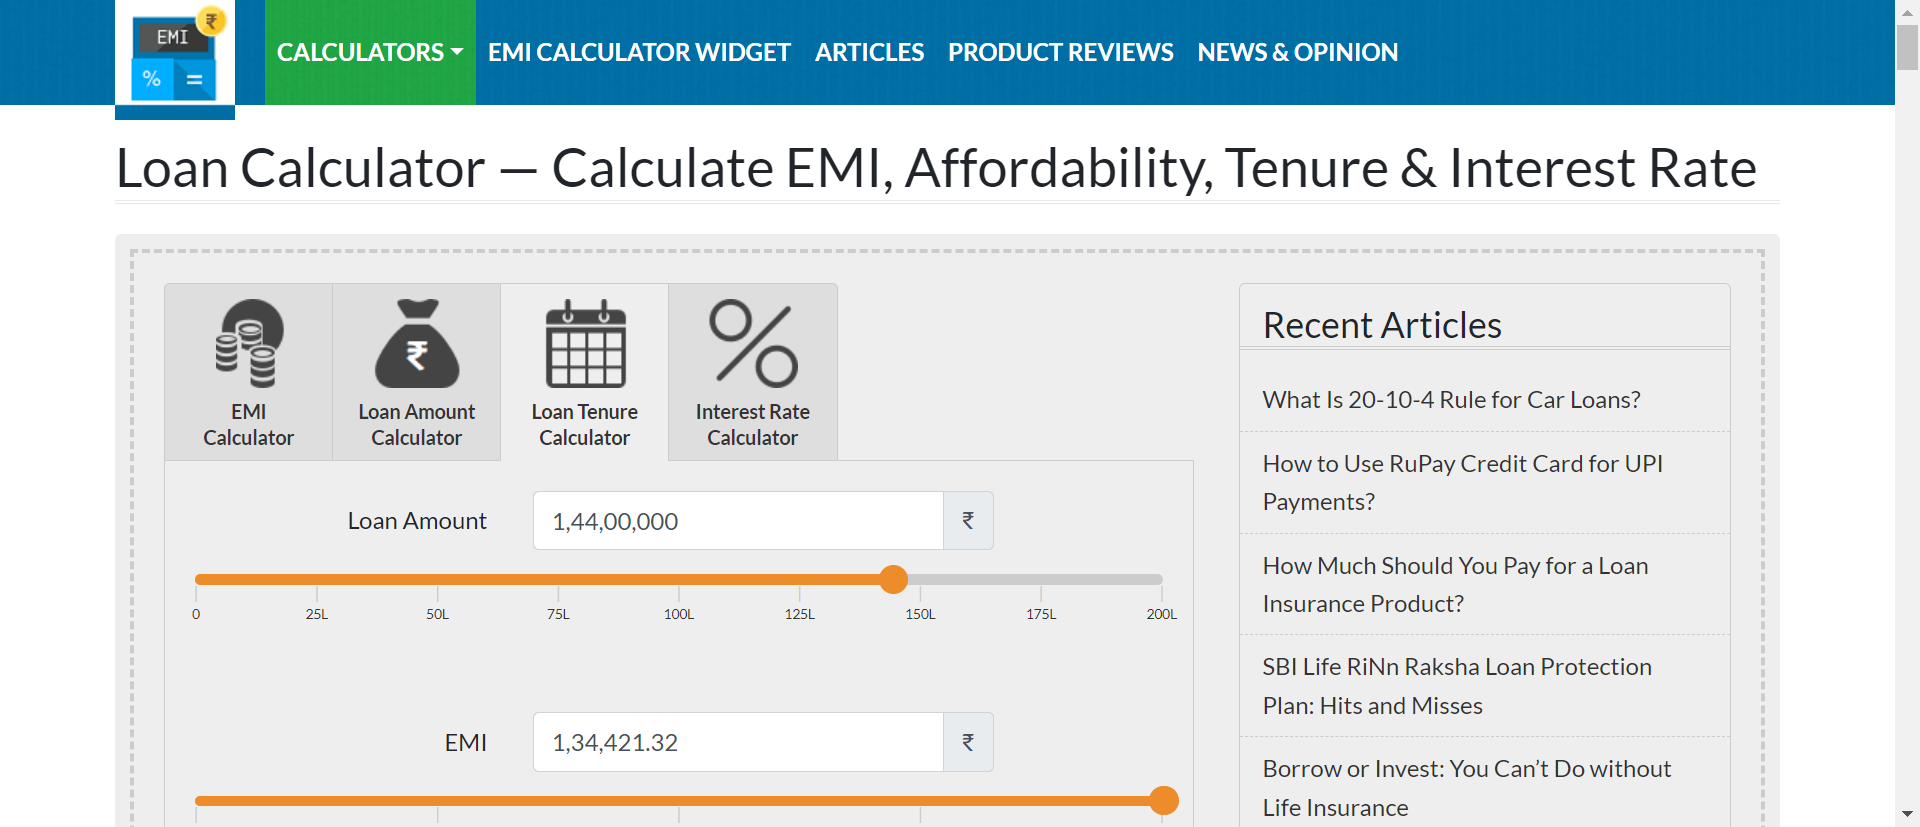 EMI
₹
%
=
CALCULATORS
EMI CALCULATOR WIDGET
ARTICLES
PRODUCT REVIEWS
NEWS & OPINION
Loan Calculator — Calculate EMI, Affordability, Tenure & Interest Rate
EMI
Calculator
₹
Loan Amount
Calculator
Loan Tenure
Calculator
Interest Rate
Calculator
Loan Amount
1,44,00,000
₹
0
25L
50L
75L
100L
125L
150L
175L
200L
EMI
1,34,421.32
₹
Recent Articles
What Is 20-10-4 Rule for Car Loans?
How to Use RuPay Credit Card for UPI
Payments?
How Much Should You Pay for a Loan
Insurance Product?
SBI Life RiNn Raksha Loan Protection
Plan: Hits and Misses
Borrow or Invest: You Can’t Do without
Life Insurance